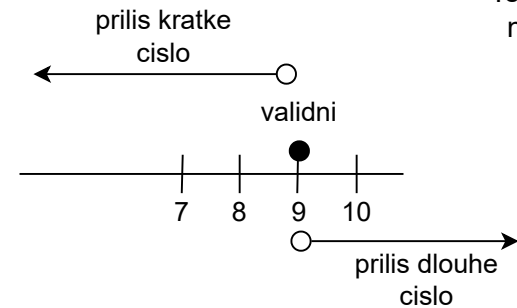 prilis kratke
cislo
validni
7 8 9 10
prilis dlouhe
cislo